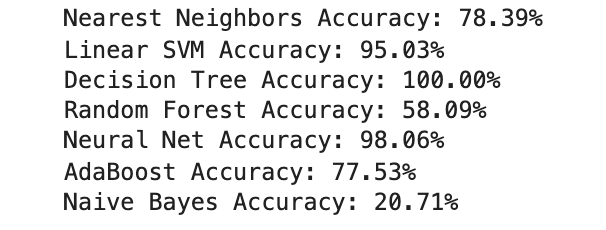 Nearest Neighbors Accuracy: 78.39%
Linear SVM Accuracy: 95.03%
Decision Tree Accuracy: 100.00%
Random Forest Accuracy: 58.09%
Neural Net Accuracy: 98.06%
AdaBoost Accuracy: 77.53%
Naive Bayes Accuracy: 20.71%